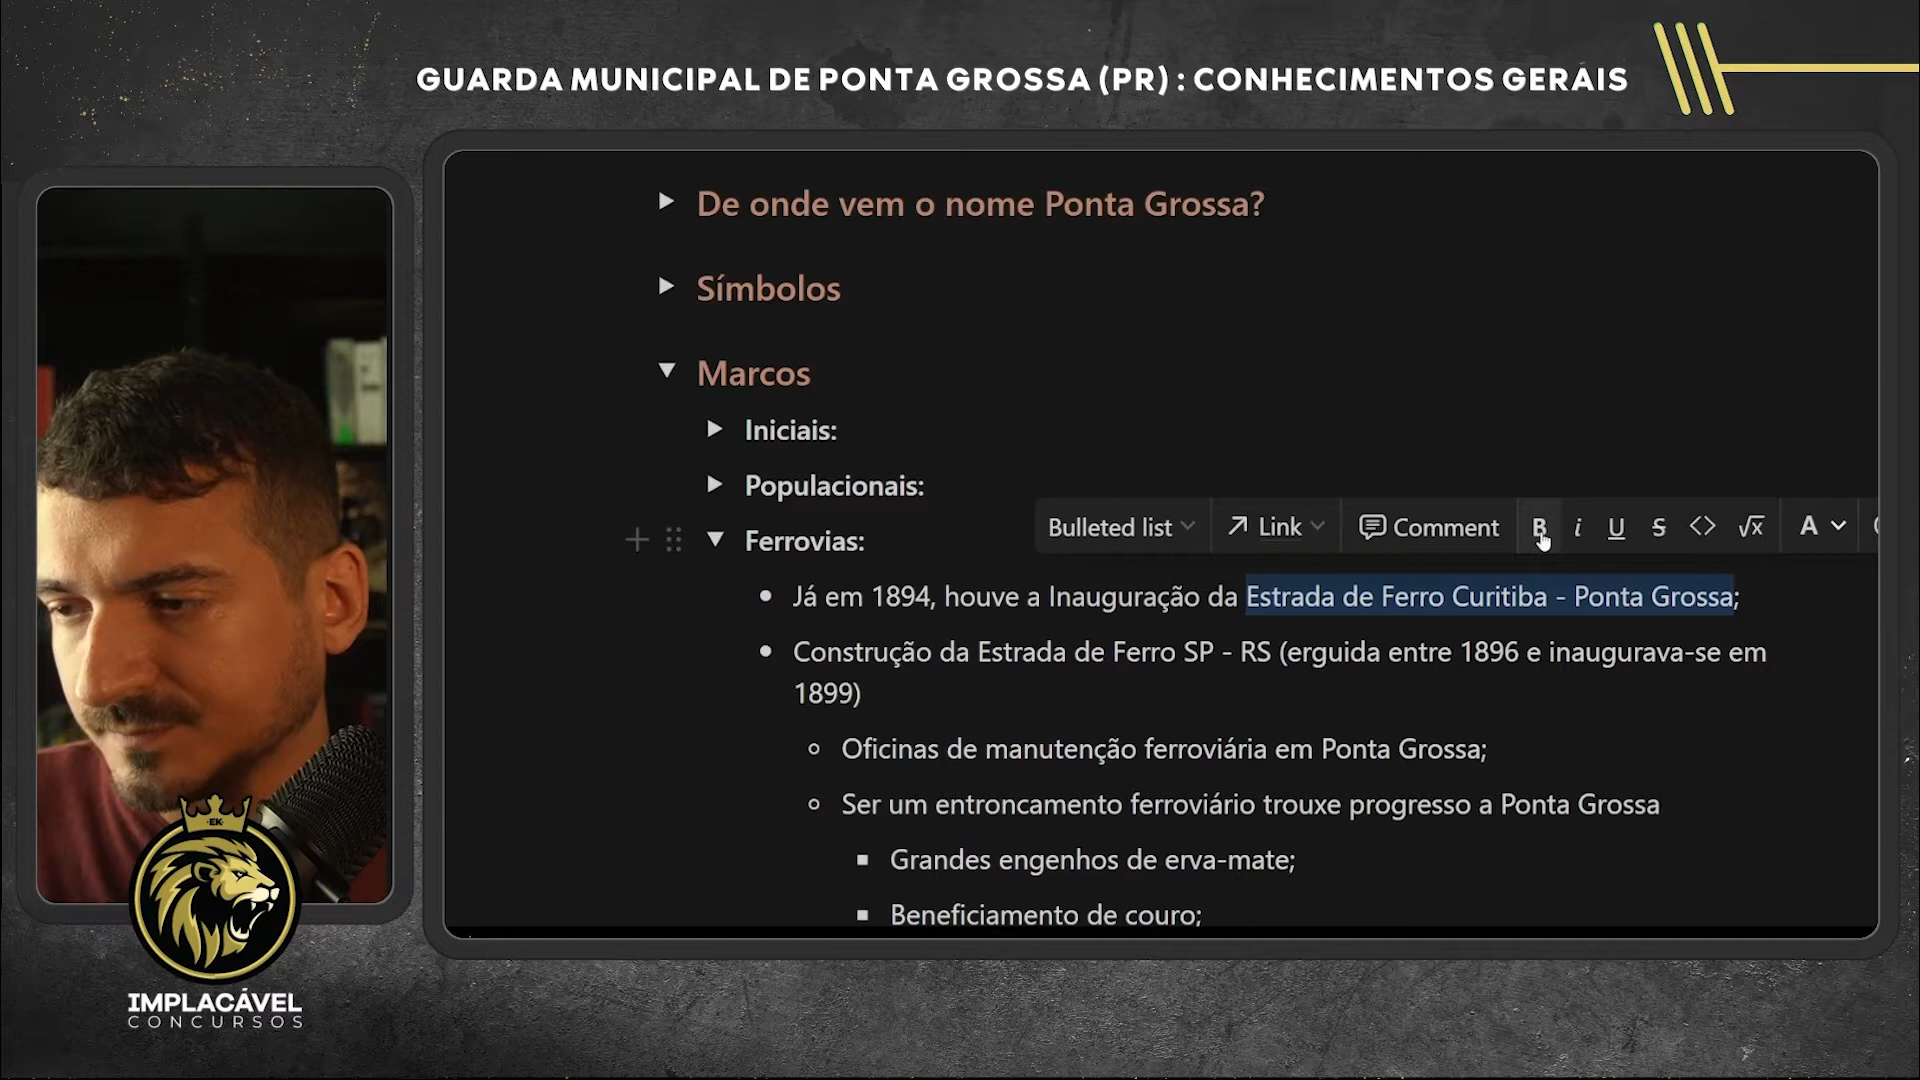 GUARDA MUNICIPAL DE PONTA GROSSA (PR) : CONHECIMENTOS GERAIS
De onde vem o nome Ponta Grossa?
Símbolos
Marcos
Iniciais:
Populacionais:
Bulleted list
Link
Comment
B i U S <> √x A
Ferrovias:
Já em 1894, houve a Inauguração da Estrada de Ferro Curitiba - Ponta Grossa;
Construção da Estrada de Ferro SP - RS (erguida entre 1896 e inaugurava-se em
1899)
Oficinas de manutenção ferroviária em Ponta Grossa;
Ser um entroncamento ferroviário trouxe progresso a Ponta Grossa
Grandes engenhos de erva-mate;
Beneficiamento de couro;
EK
IMPLACÁVEL
CONCURSOS